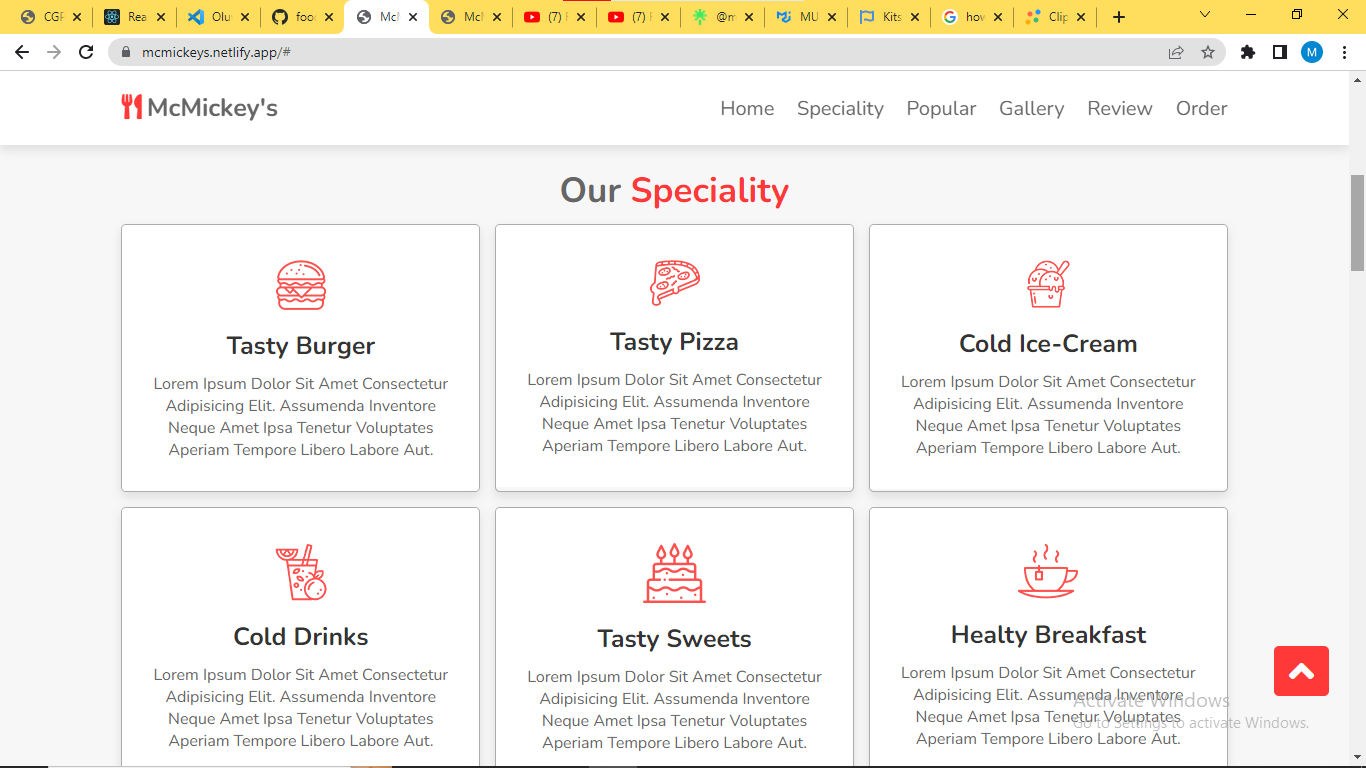 CGF
Rea
Olu
food
McM
McM
(7) F
(7) F
@m
MU
Kits
how
Clip
mcmickeys.netlify.app/#
M
McMickey's
Home Speciality Popular Gallery Review Order
Our Speciality
Tasty Burger
Lorem Ipsum Dolor Sit Amet Consectetur
Adipisicing Elit. Assumenda Inventore
Neque Amet Ipsa Tenetur Voluptates
Aperiam Tempore Libero Labore Aut.
Tasty Pizza
Lorem Ipsum Dolor Sit Amet Consectetur
Adipisicing Elit. Assumenda Inventore
Neque Amet Ipsa Tenetur Voluptates
Aperiam Tempore Libero Labore Aut.
Cold Ice-Cream
Lorem Ipsum Dolor Sit Amet Consectetur
Adipisicing Elit. Assumenda Inventore
Neque Amet Ipsa Tenetur Voluptates
Aperiam Tempore Libero Labore Aut.
Cold Drinks
Lorem Ipsum Dolor Sit Amet Consectetur
Adipisicing Elit. Assumenda Inventore
Neque Amet Ipsa Tenetur Voluptates
Aperiam Tempore Libero Labore Aut.
Tasty Sweets
Lorem Ipsum Dolor Sit Amet Consectetur
Adipisicing Elit. Assumenda Inventore
Neque Amet Ipsa Tenetur Voluptates
Aperiam Tempore Libero Labore Aut.
Healty Breakfast
Lorem Ipsum Dolor Sit Amet Consectetur
Adipisicing Elit. Assumenda Inventore
Neque Amet Ipsa Tenetur Voluptates
Aperiam Tempore Libero Labore Aut.
Activate Windows
Go to Settings to activate Windows.